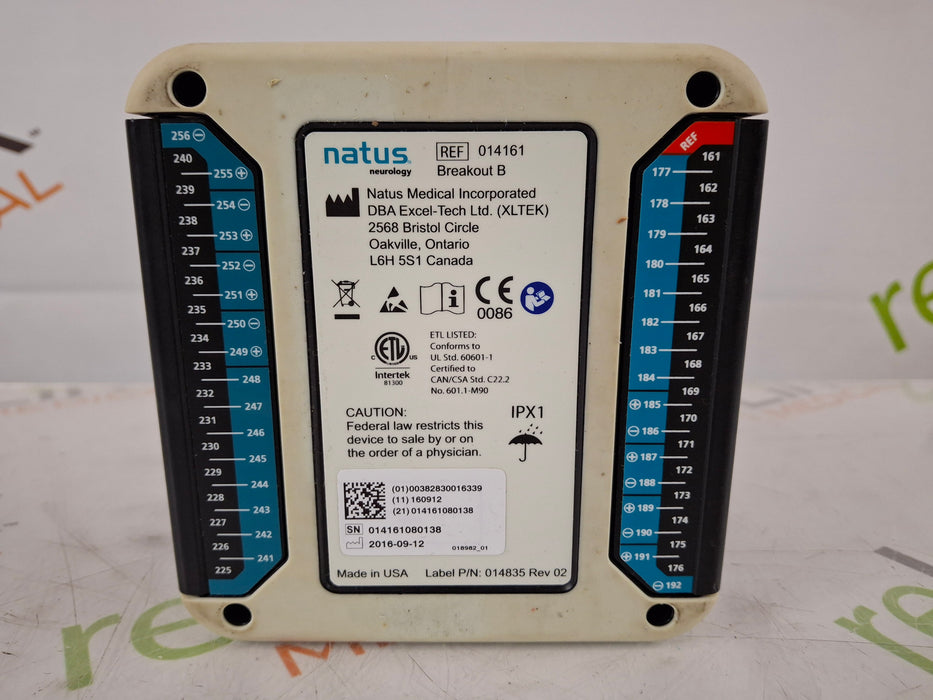 natus
neurology
REF 014161
Breakout B
Natus Medical Incorporated
DBA Excel-Tech Ltd. (XLTEK)
2568 Bristol Circle
Oakville, Ontario
L6H 5S1 Canada
CE
0086
ETL LISTED:
Conforms to
UL Std. 60601-1
Certified to
CAN/CSA Std. C22.2
No. 601.1-M90
C ETL US
Intertek
81300
CAUTION:
Federal law restricts this
device to sale by or on
the order of a physician.
IPX1
(01)00382830016339
(11) 160912
(21) 014161080138
SN 014161080138
2016-09-12
018982_01
Made in USA Label P/N: 014835 Rev 02
256 ⊖
240
255 ⊕
239
254 ⊖
238
253 ⊕
237
252 ⊖
236
251 ⊕
235
250 ⊖
234
249 ⊕
233
248
232
247
231
246
230
245
229
244
228
243
227
242
226
241
225
REF
161
177
162
178
163
179
164
180
165
181
166
182
167
183
168
184
169
⊕ 185
170
⊖ 186
171
⊕ 187
172
⊖ 188
173
⊕ 189
174
⊖ 190
175
⊕ 191
176
⊖ 192